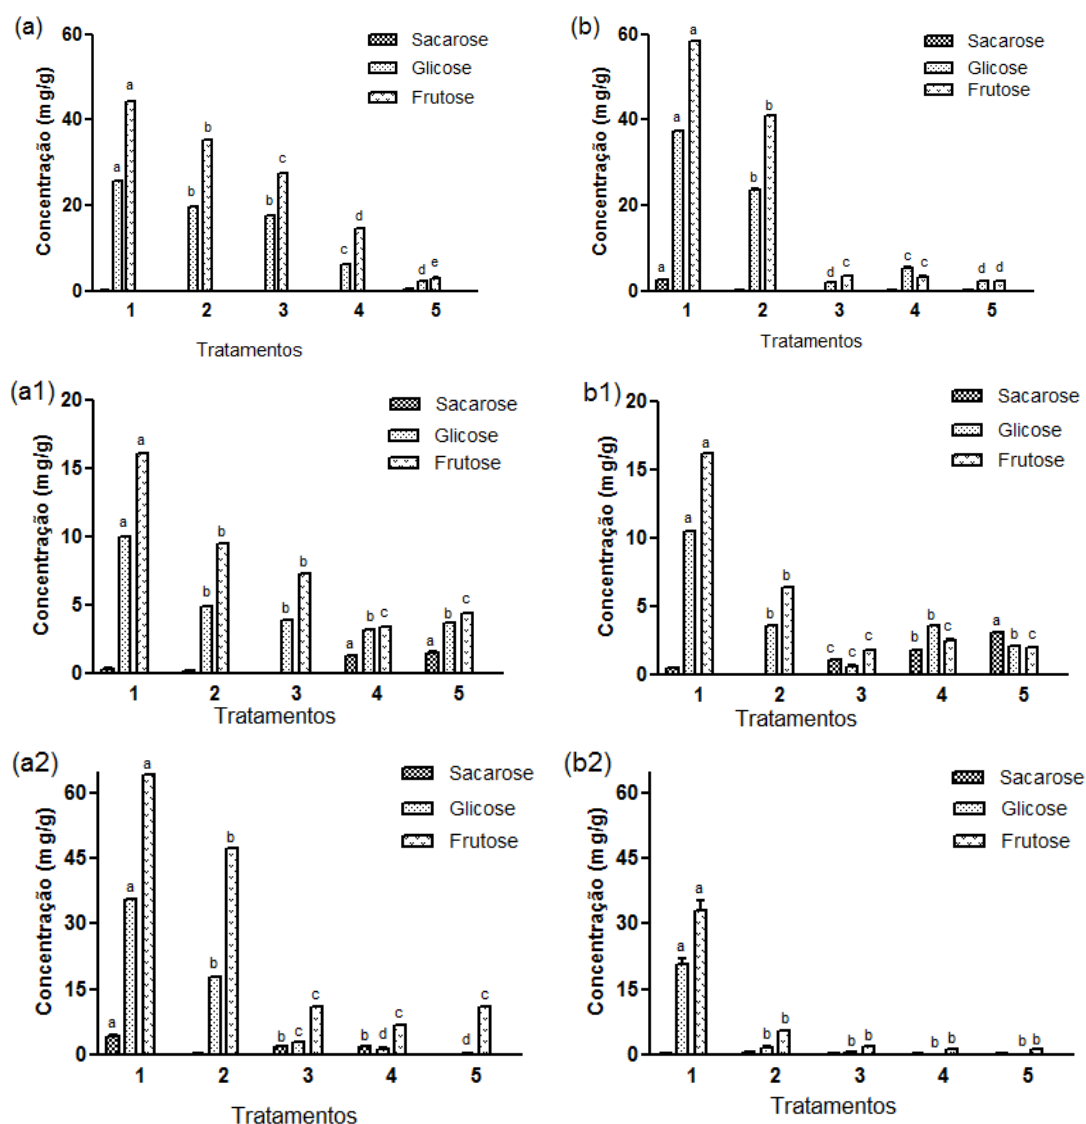 (a)
60
40
20
0
Concentração (mg/g)
Sacarose
Glicose
Frutose
a a
b b
b c
c d
d e
1 2 3 4 5
Tratamentos
(b)
60
40
20
0
Concentração (mg/g)
Sacarose
Glicose
Frutose
a a a
b b
d c
c c
d d
1 2 3 4 5
Tratamentos
(a1)
20
15
10
5
0
Concentração (mg/g)
Sacarose
Glicose
Frutose
a a
b b
b b
a b c
a b c
1 2 3 4 5
Tratamentos
b1)
20
15
10
5
0
Concentração (mg/g)
Sacarose
Glicose
Frutose
a a
b b
c c c
b b c
a b c
1 2 3 4 5
Tratamentos
(a2)
60
45
30
15
0
Concentração (mg/g)
Sacarose
Glicose
Frutose
a a a
b b
b c c
b d c
d c
1 2 3 4 5
Tratamentos
(b2)
60
45
30
15
0
Concentração (mg/g)
Sacarose
Glicose
Frutose
a a
b b
b b
b b
b b
1 2 3 4 5
Tratamentos